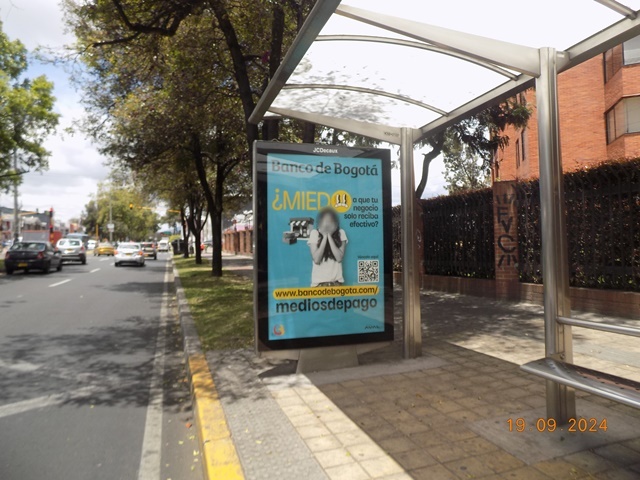 JCDecaux
Banco de Bogotá
¿MIEDO
a que tu
negocio
solo reciba
efectivo?
www.bancodebogota.com/
mediosdepago
19 09 2024